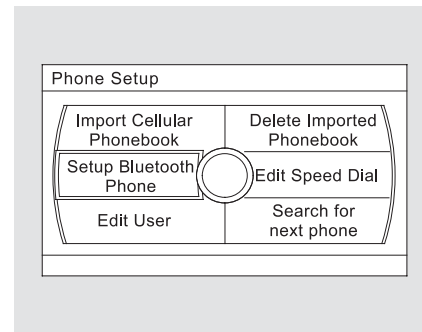 Phone Setup
Import Cellular
Phonebook
Delete Imported
Phonebook
Setup Bluetooth
Phone
Edit Speed Dial
Edit User
Search for
next phone